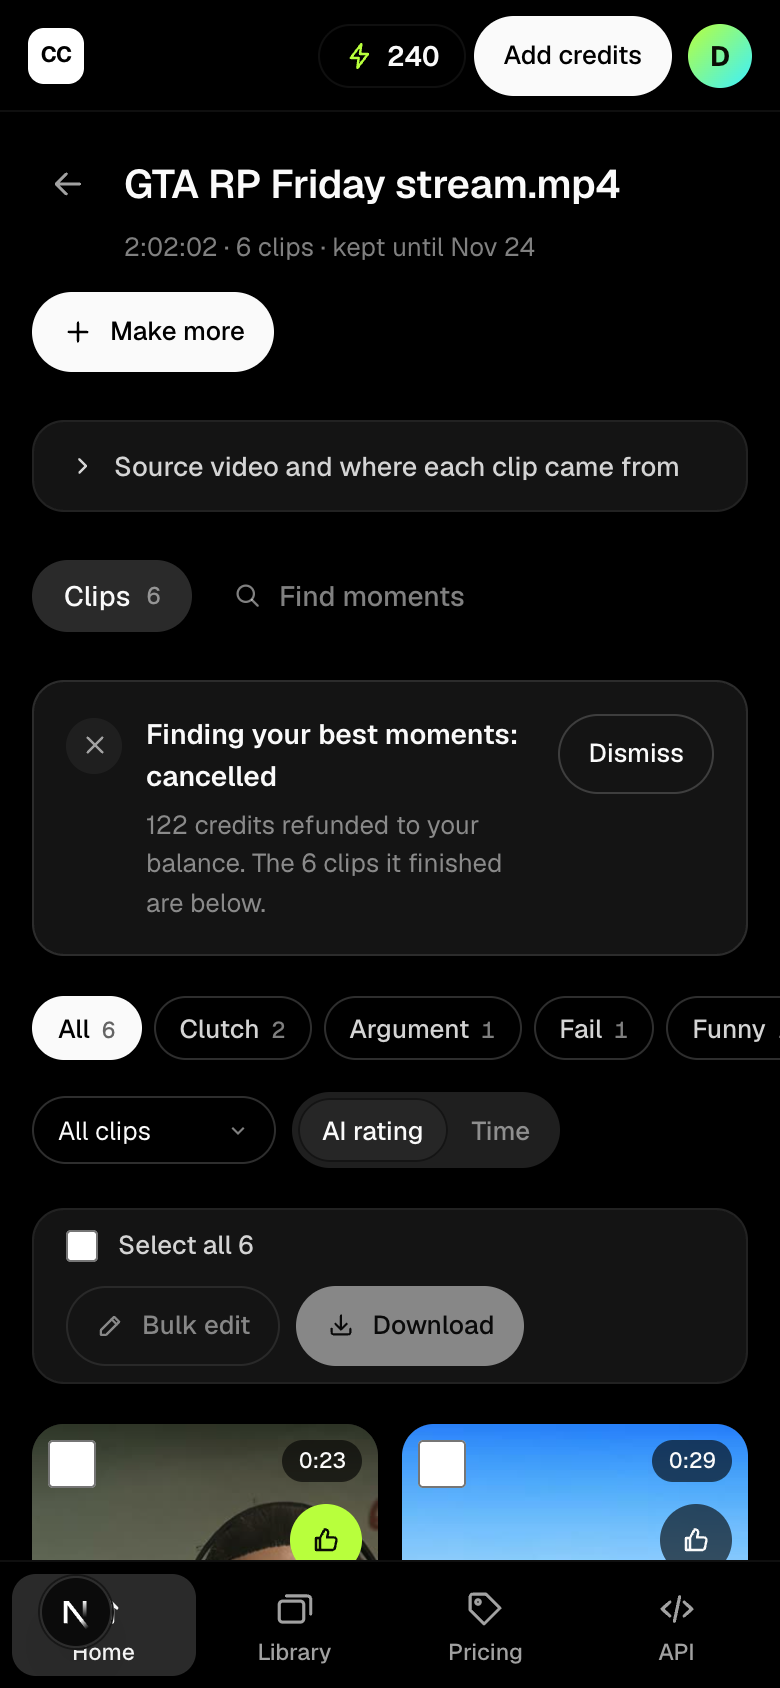 CC
240
Add credits
D
GTA RP Friday stream.mp4
2:02:02 · 6 clips · kept until Nov 24
Make more
Source video and where each clip came from
Clips 6
Find moments
Finding your best moments:
cancelled
Dismiss
122 credits refunded to your
balance. The 6 clips it finished
are below.
All 6
Clutch 2
Argument 1
Fail 1
Funny
All clips
AI rating
Time
Select all 6
Bulk edit
Download
0:23
0:29
N
Home
Library
Pricing
API